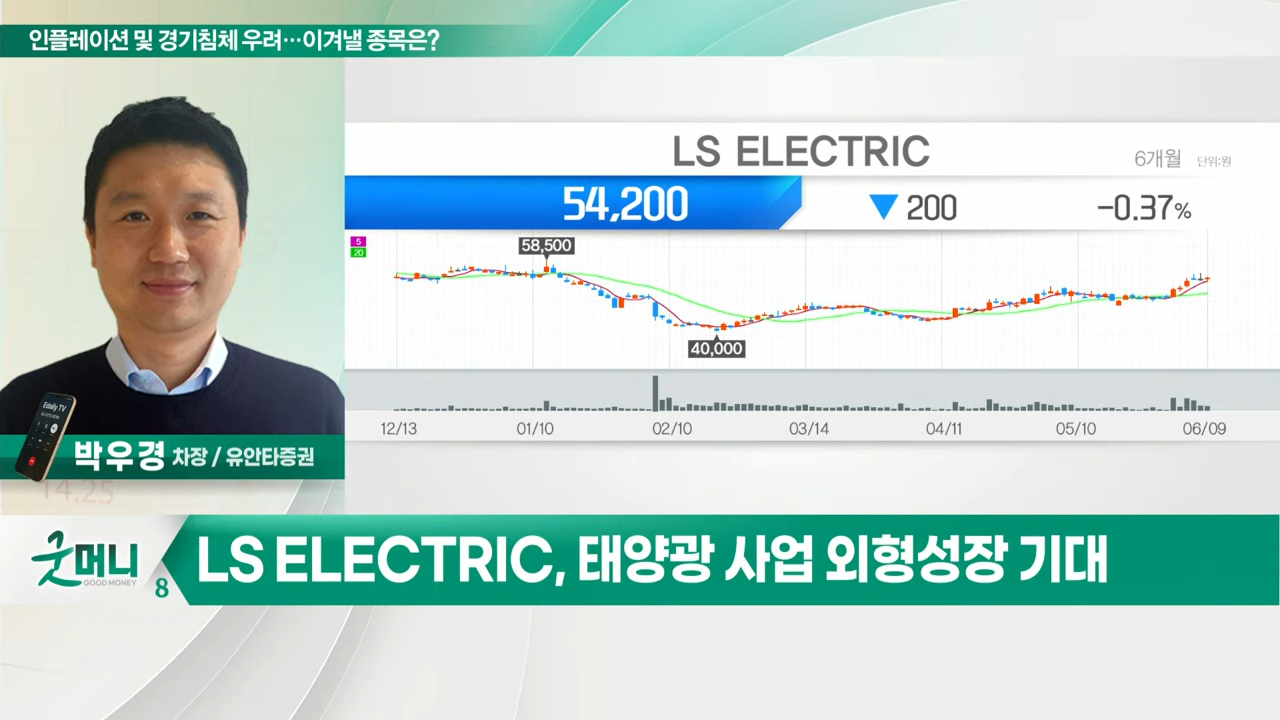 인플레이션 및 경기침체 우려…이겨낼 종목은?
LS ELECTRIC
6개월 단위:원
54,200 ▼ 200 -0.37%
5
20
58,500
40,000
12/13 01/10 02/10 03/14 04/11 05/10 06/09
Edaily TV
박우경 차장 / 유안타증권
14.25
굿머니
GOOD MONEY
8
LS ELECTRIC, 태양광 사업 외형성장 기대